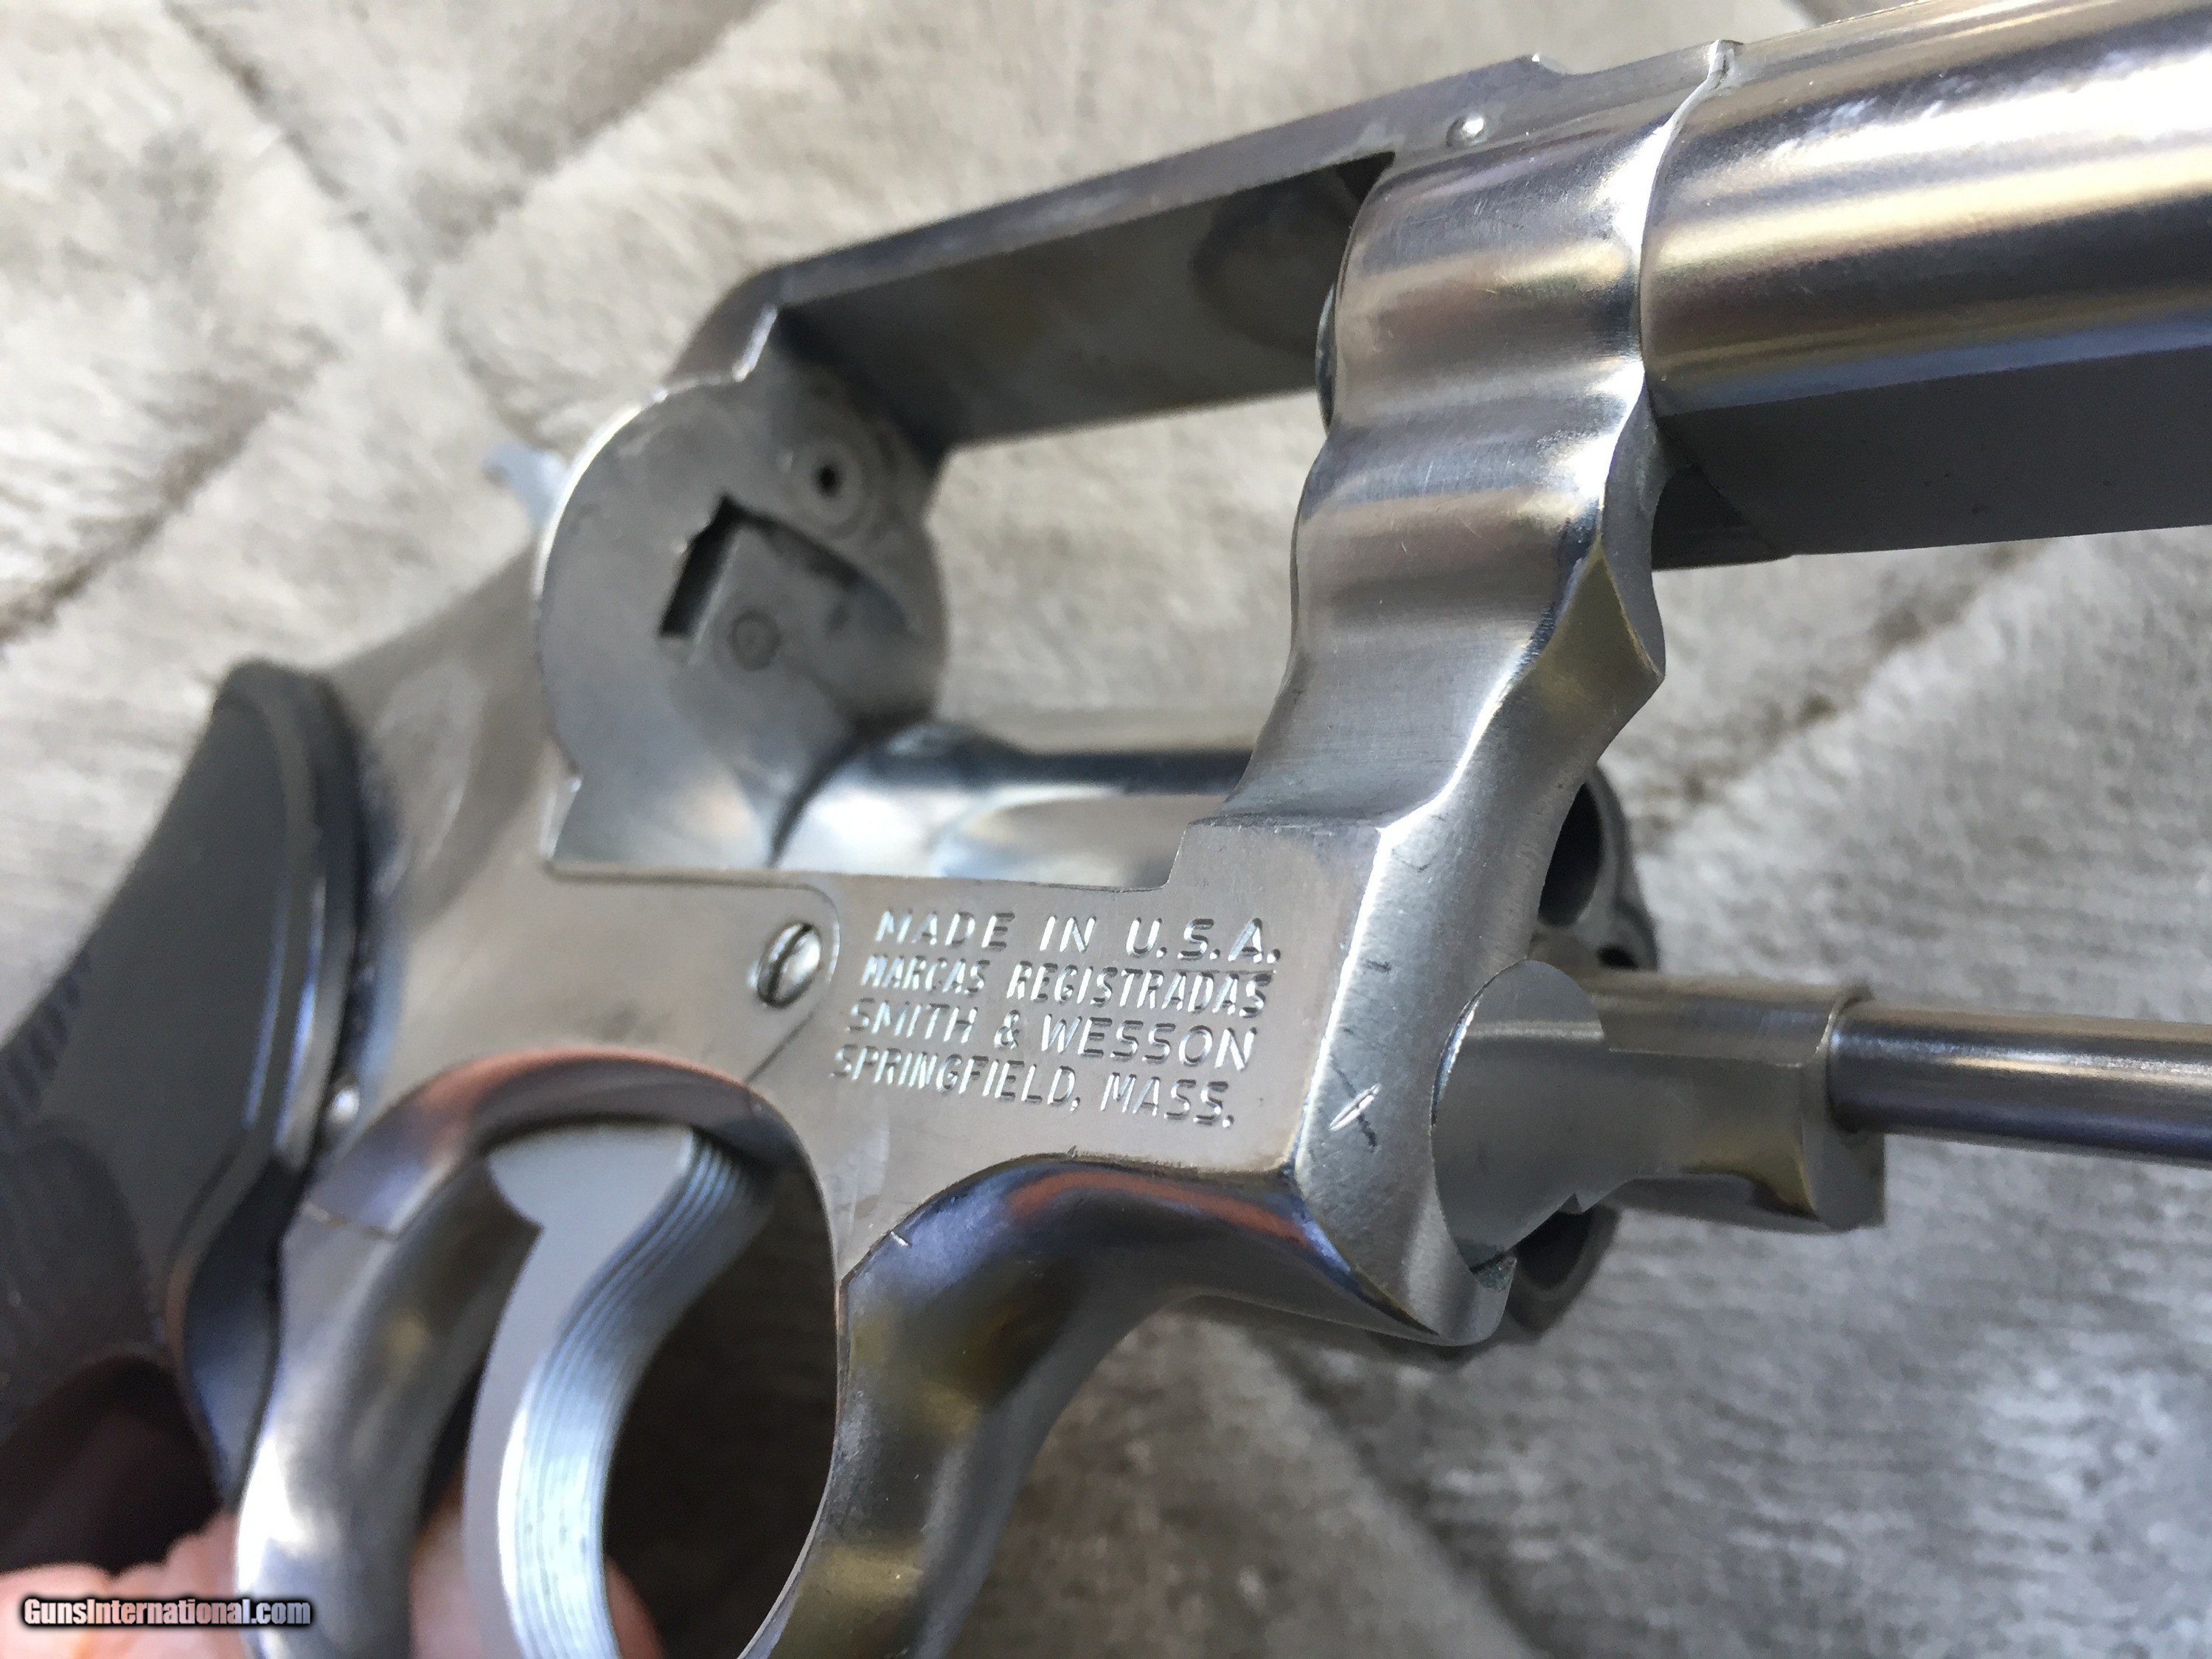 MADE IN U.S.A.
MARCAS REGISTRADAS
SMITH & WESSON
SPRINGFIELD, MASS.
GunsInternational.com